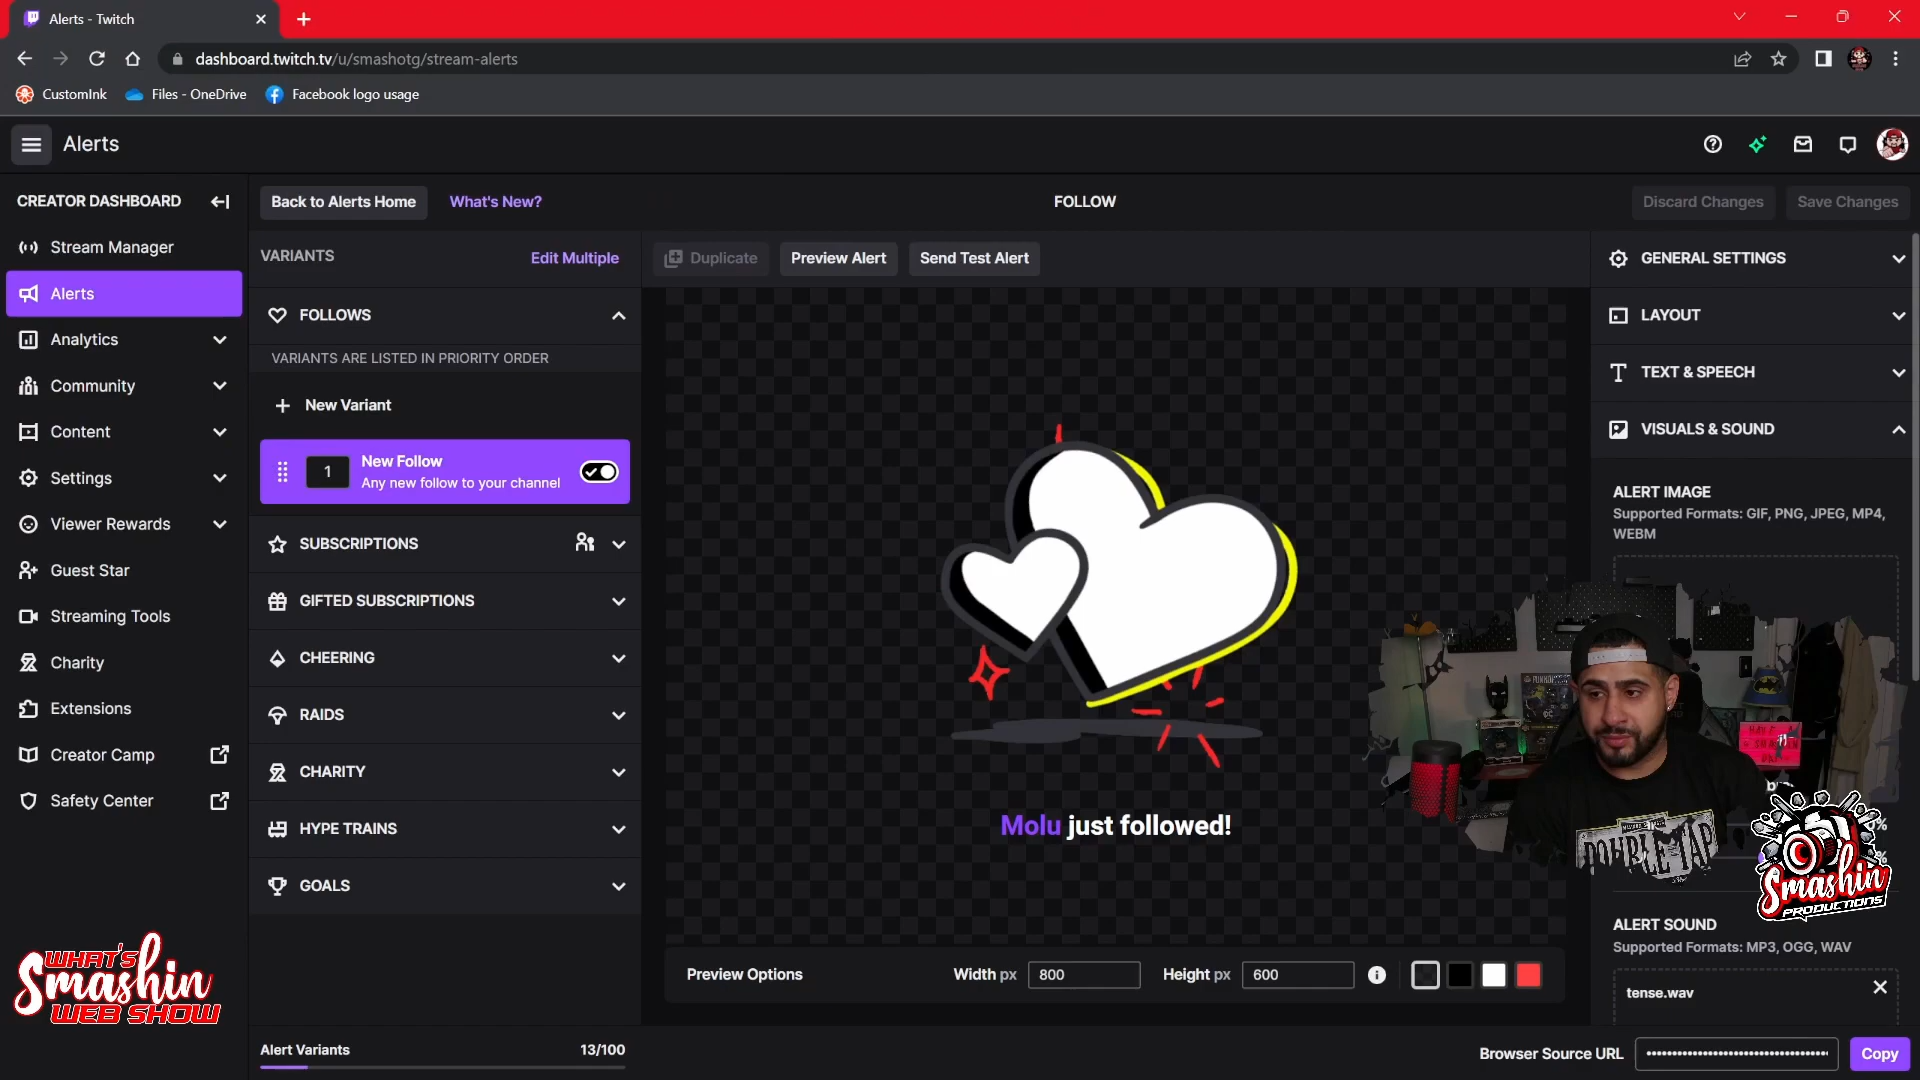 Alerts - Twitch
dashboard.twitch.tv/u/smashotg/stream-alerts
CustomInk
Files - OneDrive
Facebook logo usage
Alerts
CREATOR DASHBOARD
Stream Manager
Alerts
Analytics
Community
Content
Settings
Viewer Rewards
Guest Star
Streaming Tools
Charity
Extensions
Creator Camp
Safety Center
WHAT'S
Smashin
WEB SHOW
Back to Alerts Home
What's New?
FOLLOW
Discard Changes
Save Changes
VARIANTS
Edit Multiple
FOLLOWS
VARIANTS ARE LISTED IN PRIORITY ORDER
New Variant
1
New Follow
Any new follow to your channel
SUBSCRIPTIONS
GIFTED SUBSCRIPTIONS
CHEERING
RAIDS
CHARITY
HYPE TRAINS
GOALS
Alert Variants
13/100
Duplicate
Preview Alert
Send Test Alert
Molu just followed!
Preview Options
Width px
800
Height px
600
GENERAL SETTINGS
LAYOUT
TEXT & SPEECH
VISUALS & SOUND
ALERT IMAGE
Supported Formats: GIF, PNG, JPEG, MP4,
WEBM
DOUBLE TAP
Smashin
PRODUCTIONS
ALERT SOUND
Supported Formats: MP3, OGG, WAV
tense.wav
Browser Source URL
Copy